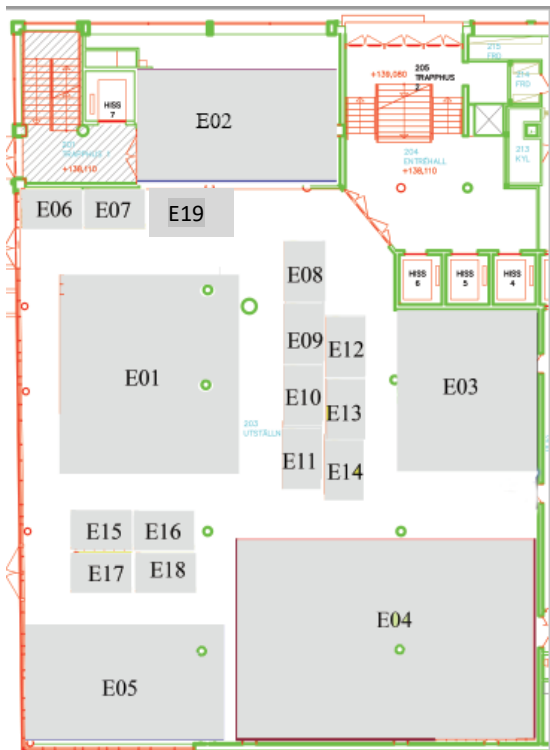 215
FRD
205
TRAPPHUS
2
+139,080
214
FRD
HISS
7
E02
201
TRAPPHUS 1
+138,110
204
ENTRÉHALL
+138,110
213
KYL
E06
E07
E19
E08
HISS
6
HISS
5
HISS
4
E09
E12
E01
E03
E10
E13
203
UTSTÄLLN
E11
E14
E15
E16
E17
E18
E04
E05